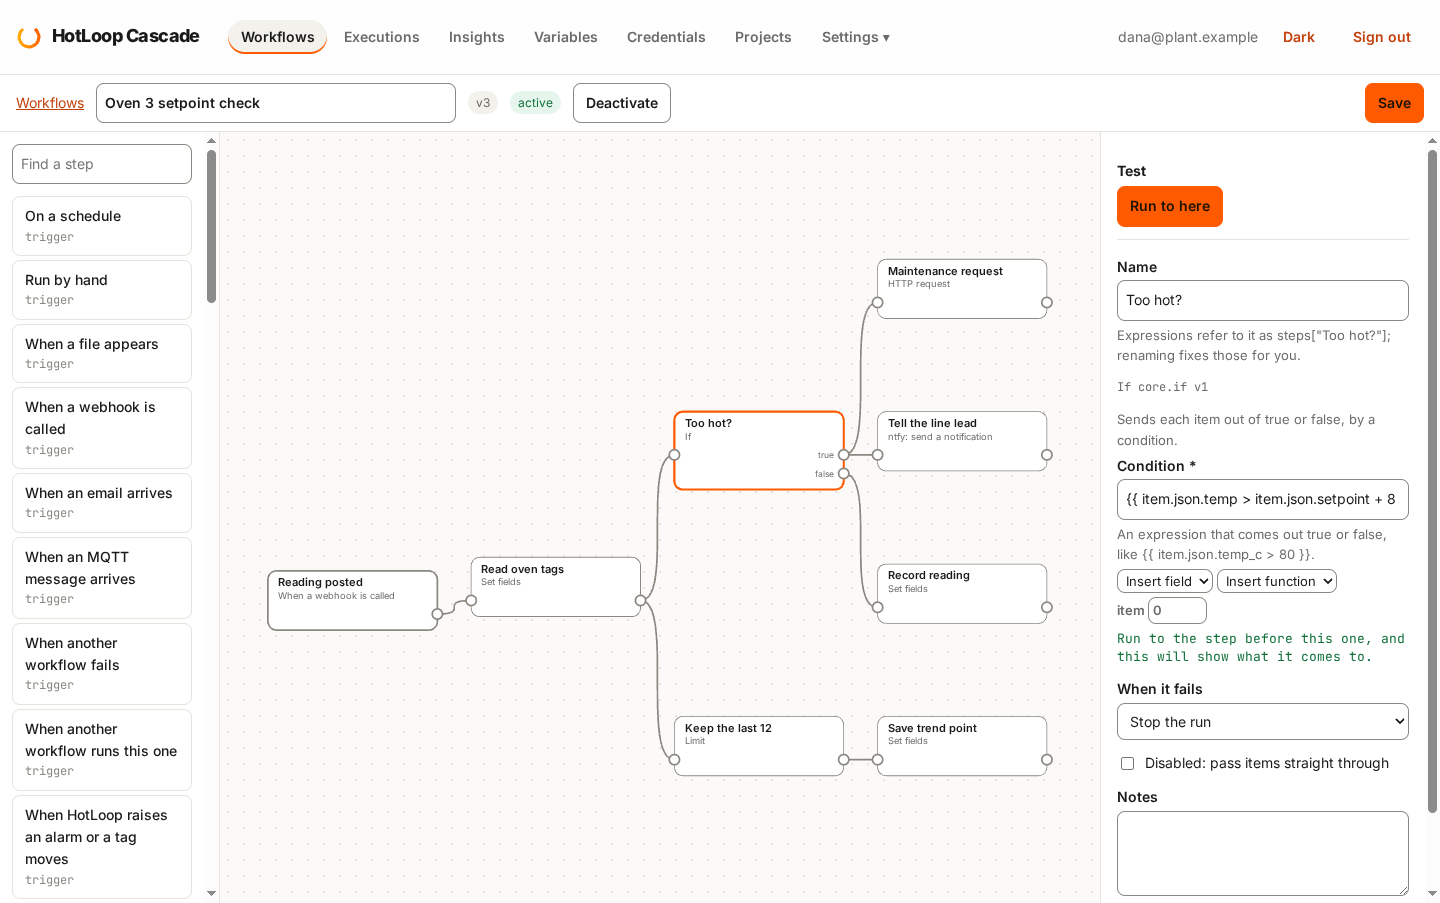 HotLoop Cascade
Workflows
Executions
Insights
Variables
Credentials
Projects
Settings ▾
dana@plant.example
Dark
Sign out
Workflows
Oven 3 setpoint check
v3
active
Deactivate
Save
Find a step
On a schedule
trigger
Run by hand
trigger
When a file appears
trigger
When a webhook is
called
trigger
When an email arrives
trigger
When an MQTT
message arrives
trigger
When another
workflow fails
trigger
When another
workflow runs this one
trigger
When HotLoop raises
an alarm or a tag
moves
trigger
Reading posted
When a webhook is called
Read oven tags
Set fields
Too hot?
If
true
false
Keep the last 12
Limit
Maintenance request
HTTP request
Tell the line lead
ntfy: send a notification
Record reading
Set fields
Save trend point
Set fields
Test
Run to here
Name
Too hot?
Expressions refer to it as steps["Too hot?"];
renaming fixes those for you.
If core.if v1
Sends each item out of true or false, by a
condition.
Condition *
{{ item.json.temp > item.json.setpoint + 8
An expression that comes out true or false,
like {{ item.json.temp_c > 80 }}.
Insert field
Insert function
item 0
Run to the step before this one, and
this will show what it comes to.
When it fails
Stop the run
Disabled: pass items straight through
Notes